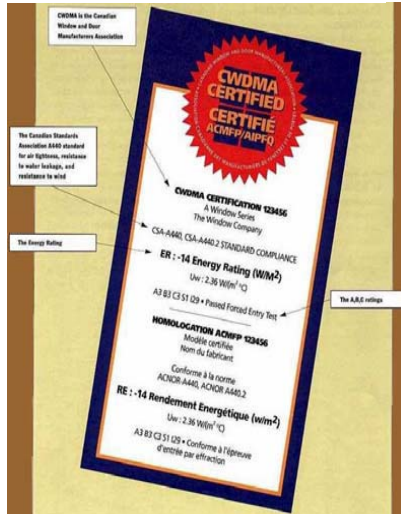 CWDMA is the Canadian
Window and Door
Manufacturers Association
The Canadian Standards
Association A440 standard
for air tightness, resistance
to water leakage, and
resistance to wind
The Energy Rating
The A,B,C ratings
CWDMA
CERTIFIED
CERTIFIÉ
ACMFP/AIPFQ
CWDMA CERTIFICATION 123456
A Window Series
The Window Company
CSA-A440, CSA-A440.2 STANDARD COMPLIANCE
ER : -14 Energy Rating (W/M²)
Uw : 2.36 W/(m² °C)
A3 B3 C3 S1 I29 • Passed Forced Entry Test
HOMOLOGATION ACMFP 123456
Modèle certifiée
Nom du fabricant
Conforme à la norme
ACNOR-A440, ACNOR A440.2
RE : -14 Rendement Energétique (w/m²)
Uw : 2.36 W/(m² °C)
A3 B3 C3 S1 I29 • Conforme à l'épreuve
d'entrée par effraction